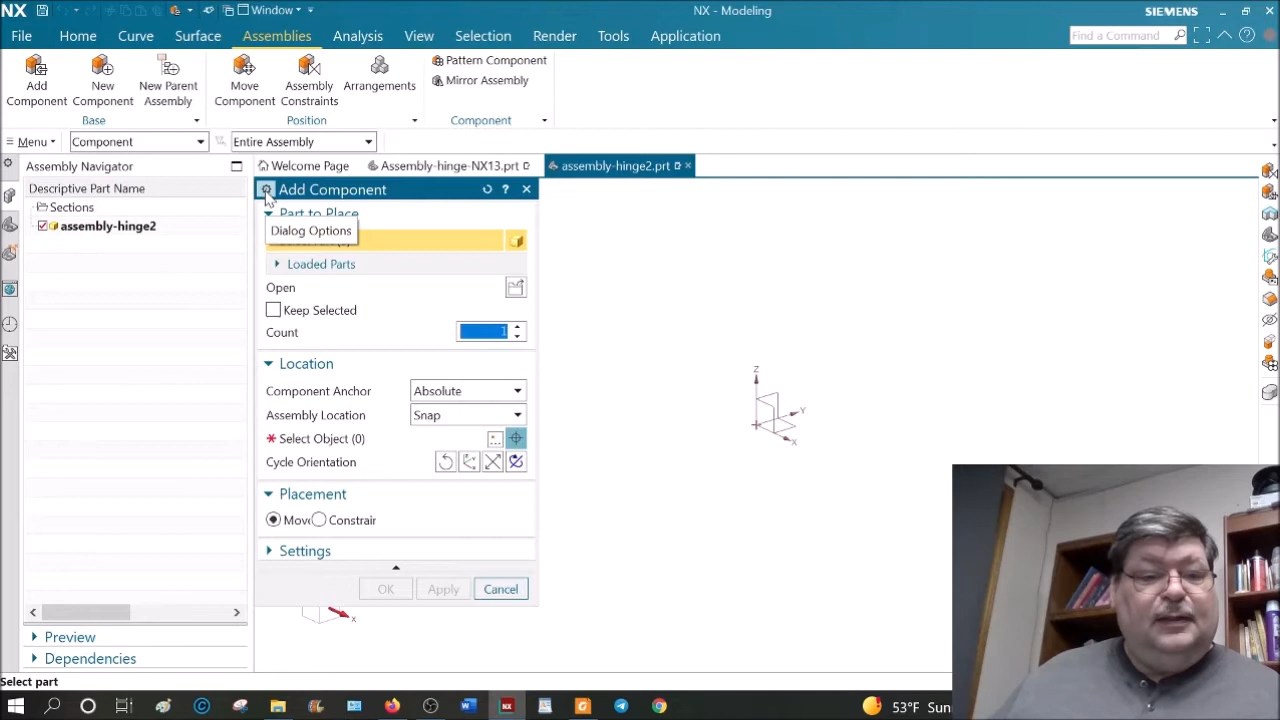 NX
Window
NX - Modeling
SIEMENS
File
Home
Curve
Surface
Assemblies
Analysis
View
Selection
Render
Tools
Application
Find a Command
Add
Component
New
Component
New Parent
Assembly
Move
Component
Assembly
Constraints
Arrangements
Pattern Component
Mirror Assembly
Base
Position
Component
Menu
Component
Entire Assembly
Assembly Navigator
Welcome Page
Assembly-hinge-NX13.prt
assembly-hinge2.prt
Descriptive Part Name
Sections
assembly-hinge2
Add Component
Part to Place
Dialog Options
Loaded Parts
Open
Keep Selected
Count
1
Location
Component Anchor
Absolute
Assembly Location
Snap
* Select Object (0)
Cycle Orientation
Placement
Move
Constrair
Settings
OK
Apply
Cancel
Z
Y
X
X
Preview
Dependencies
Select part
53°F Sun